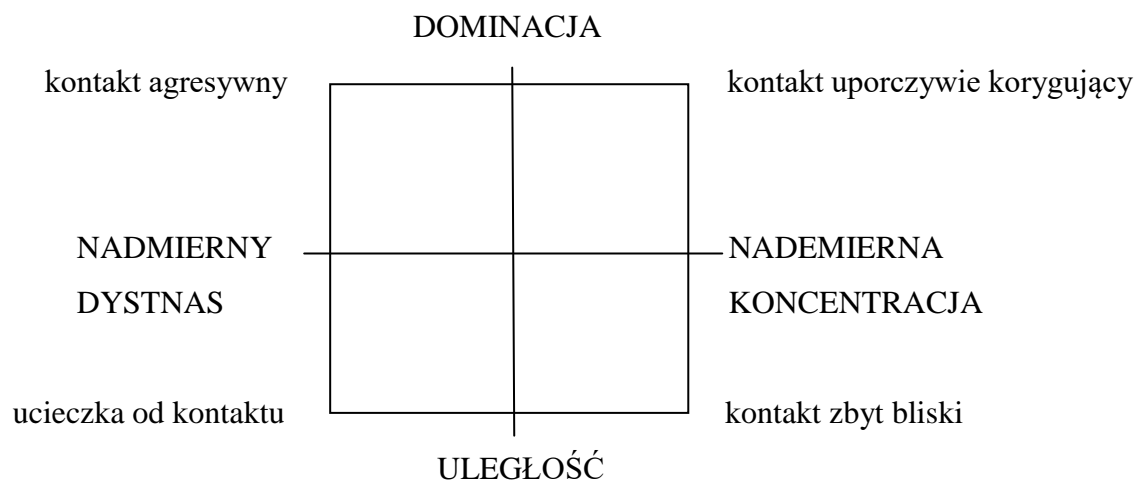 DOMINACJA
kontakt agresywny
kontakt uporczywie korygujący
NADMIERNY
DYSTNAS
NADEMIERNA
KONCENTRACJA
ucieczka od kontaktu
kontakt zbyt bliski
ULEGŁOŚĆ